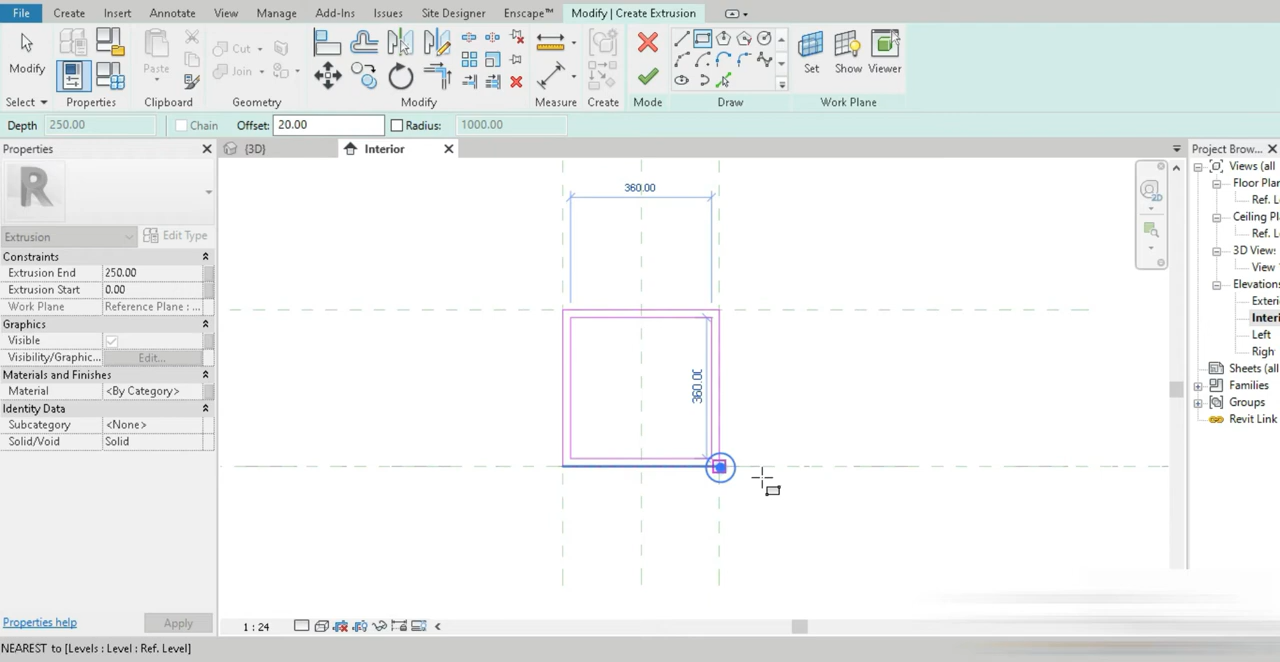 File Create Insert Annotate View Manage Add-Ins Issues Site Designer Enscape™ Modify | Create Extrusion
Modify Paste Cut Join Set Show Viewer
Select Properties Clipboard Geometry Modify Measure Create Mode Draw Work Plane
Depth 250.00 Chain Offset: 20.00 Radius: 1000.00
Properties
{3D} Interior
Project Brow...
R
Extrusion Edit Type
Constraints
Extrusion End 250.00
Extrusion Start 0.00
Work Plane Reference Plane : ...
Graphics
Visible
Visibility/Graphic... Edit...
Materials and Finishes
Material <By Category>
Identity Data
Subcategory <None>
Solid/Void Solid
Properties help Apply
360.00
360.00
2D
Views (all
Floor Plan
Ref. L
Ceiling P
Ref. L
3D View:
View
Elevations
Exteri
Interi
Left
Righ
Sheets (all
Families
Groups
Revit Link
1 : 24
NEAREST to [Levels : Level : Ref. Level]